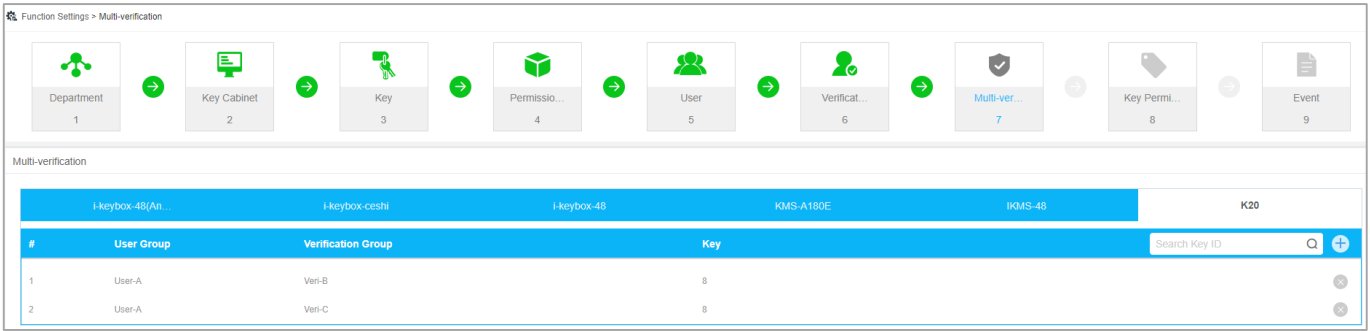 Function Settings > Multi-verification
Department Key Cabinet Key Permissio... User Verificat... Multi-ver... Key Permi... Event
1 2 3 4 5 6 7 8 9
Multi-verification
i-keybox-48(An... i-keybox-ceshi i-keybox-48 KMS-A180E IKMS-48 K20
# User Group Verification Group Key Search Key ID
1 User-A Veri-B 8
2 User-A Veri-C 8